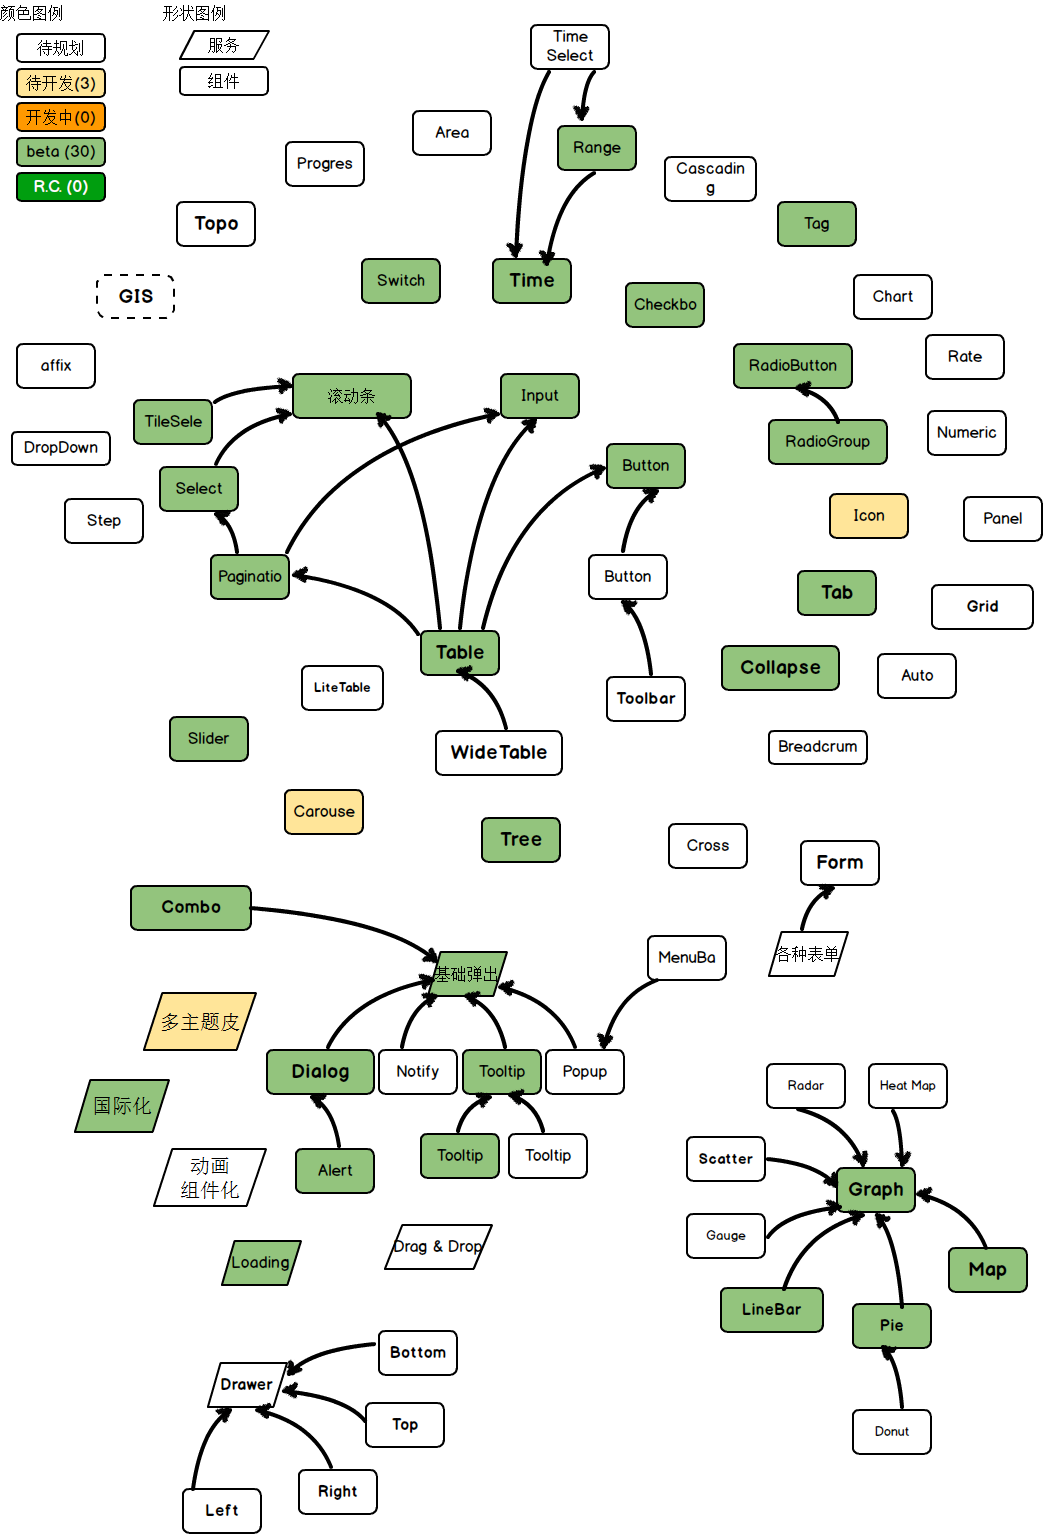 颜色图例
形状图例
待规划
服务
待开发(3)
组件
开发中(0)
beta (30)
R.C. (0)
Time
Select
Area
Range
Progres
Cascadin
g
Topo
Tag
Switch
Time
GIS
Checkbo
Chart
affix
Rate
RadioButton
滚动条
Input
TileSele
DropDown
Numeric
RadioGroup
Button
Select
Icon
Panel
Step
Paginatio
Button
Tab
Grid
Table
Collapse
Auto
LiteTable
Toolbar
Slider
WideTable
Breadcrum
Carouse
Tree
Cross
Form
Combo
各种表单
MenuBa
基础弹出
多主题皮
Dialog
Notify
Tooltip
Popup
Radar
Heat Map
国际化
Tooltip
Tooltip
Scatter
动画
组件化
Alert
Graph
Gauge
Drag & Drop
Loading
Map
LineBar
Pie
Bottom
Drawer
Top
Donut
Right
Left